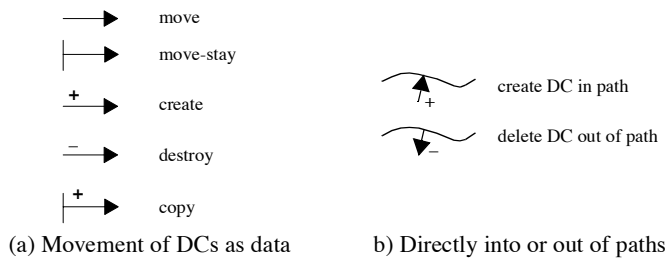 move
move-stay
+ create
– destroy
+ copy
(a) Movement of DCs as data
+ create DC in path
– delete DC out of path
b) Directly into or out of paths